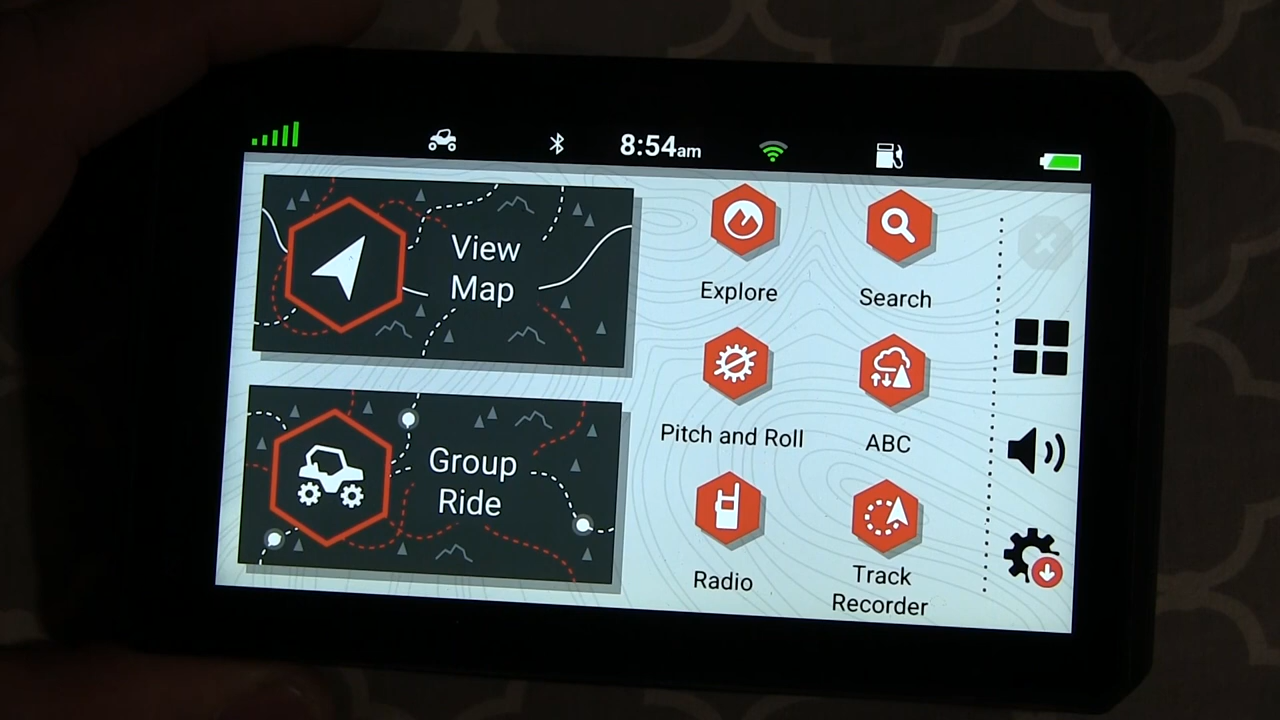 8:54am
View
Map
Explore
Search
Pitch and Roll
ABC
Group
Ride
Radio
Track
Recorder